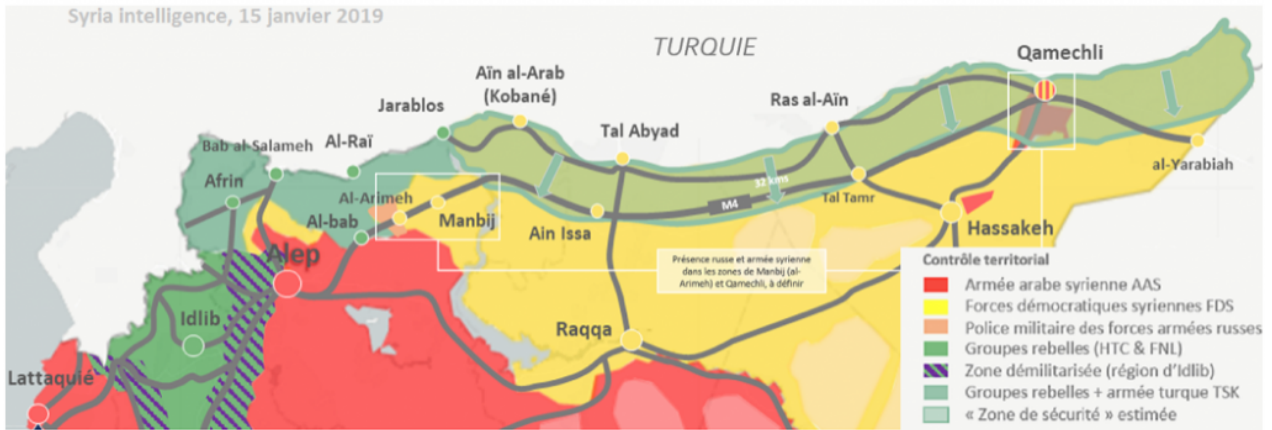 Syria intelligence, 15 janvier 2019
TURQUIE
Qamechli
Aïn al-Arab
(Kobané)
Jarablos
Ras al-Aïn
Tal Abyad
Al-Raï
Bab al-Salameh
al-Yarabiah
Afrin
Al-Arimeh
32 kms
Tal Tamr
M4
Al-bab
Manbij
Ain Issa
Hassakeh
Alep
Présence russe et armée syrienne
dans les zones de Manbij (al-
Arimeh) et Qamechli, à définir
Idlib
Raqqa
Lattaquié
Contrôle territorial
Armée arabe syrienne AAS
Forces démocratiques syriennes FDS
Police militaire des forces armées russes
Groupes rebelles (HTC & FNL)
Zone démilitarisée (région d'Idlib)
Groupes rebelles + armée turque TSK
« Zone de sécurité » estimée